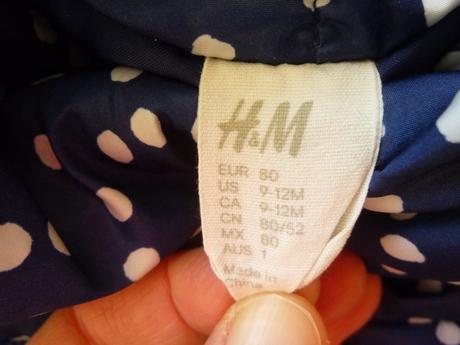 H&M
EUR 80
US 9-12M
CA 9-12M
CN 80/52
MX 80
AUS 1
Made in
China